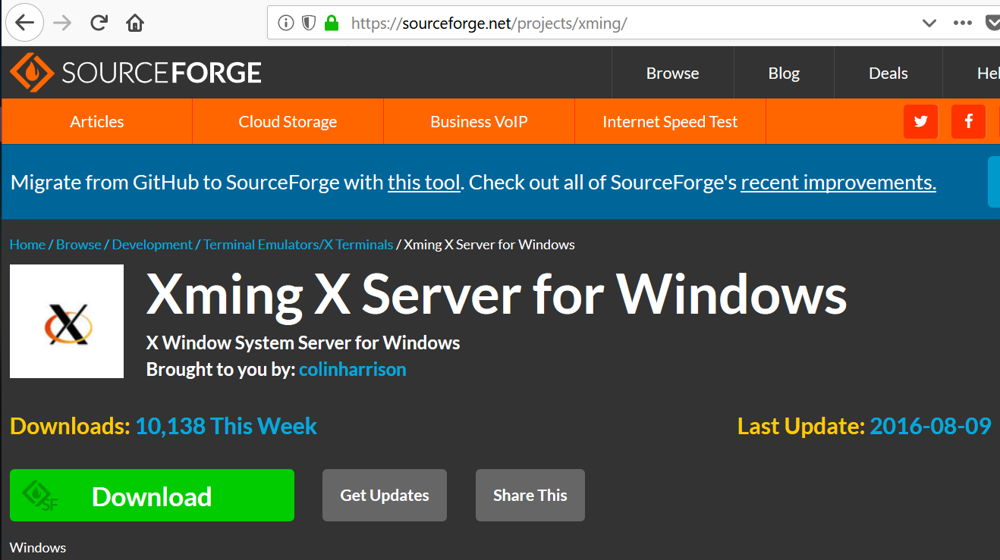 https://sourceforge.net/projects/xming/
SOURCEFORGE
Browse
Blog
Deals
Articles
Cloud Storage
Business VoIP
Internet Speed Test
Migrate from GitHub to SourceForge with this tool. Check out all of SourceForge's recent improvements.
Home / Browse / Development / Terminal Emulators/X Terminals / Xming X Server for Windows
Xming X Server for Windows
X Window System Server for Windows
Brought to you by: colinharrison
Downloads: 10,138 This Week
Last Update: 2016-08-09
SF
Download
Get Updates
Share This
Windows